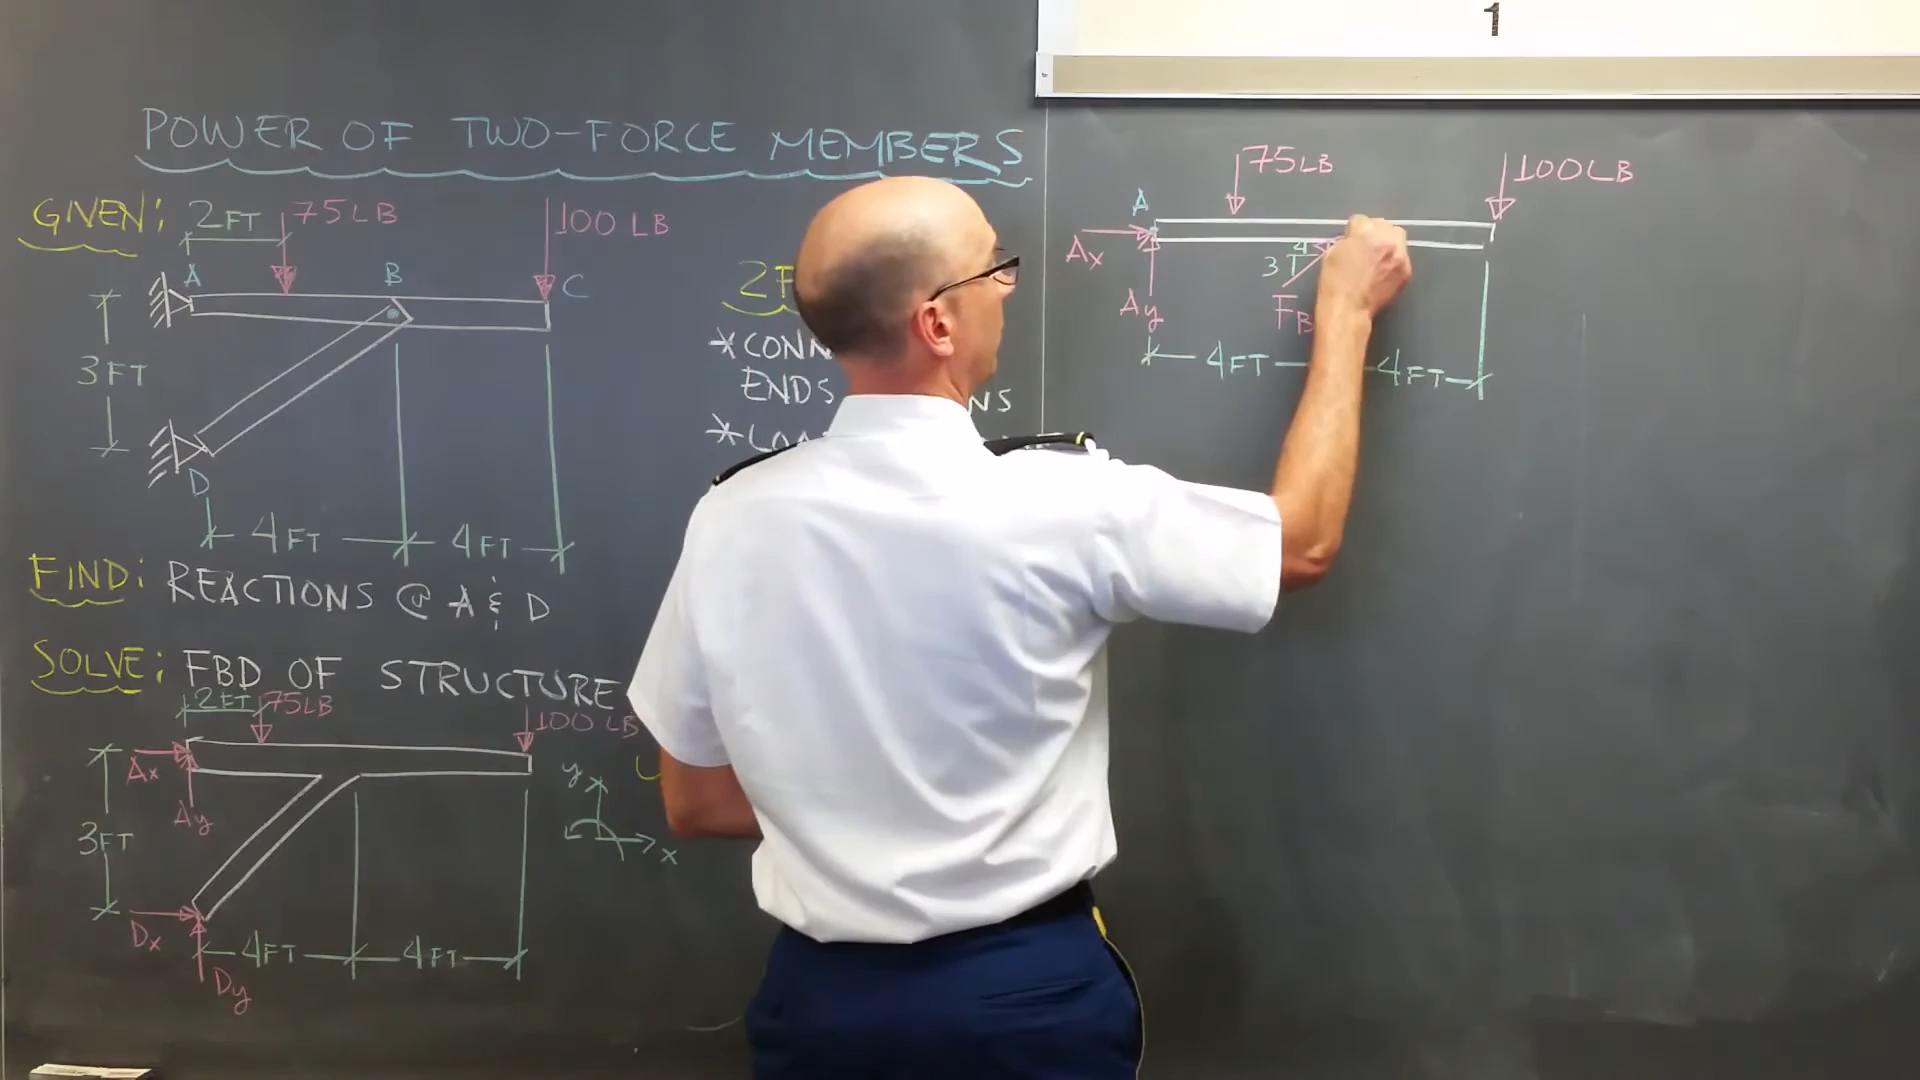 1
POWER OF TWO-FORCE MEMBERS
GIVEN:
2FT
75LB
100 LB
A
B
C
3FT
D
4FT
4FT
FIND: REACTIONS @ A & D
SOLVE: FBD OF STRUCTURE
2FT
75LB
100 LB
Ax
Ay
3FT
Dx
Dy
4FT
4FT
y
x
2F
* CONN
ENDS
NS
* LOA
75LB
100LB
A
Ax
Ay
4
3
FB
4FT
4FT